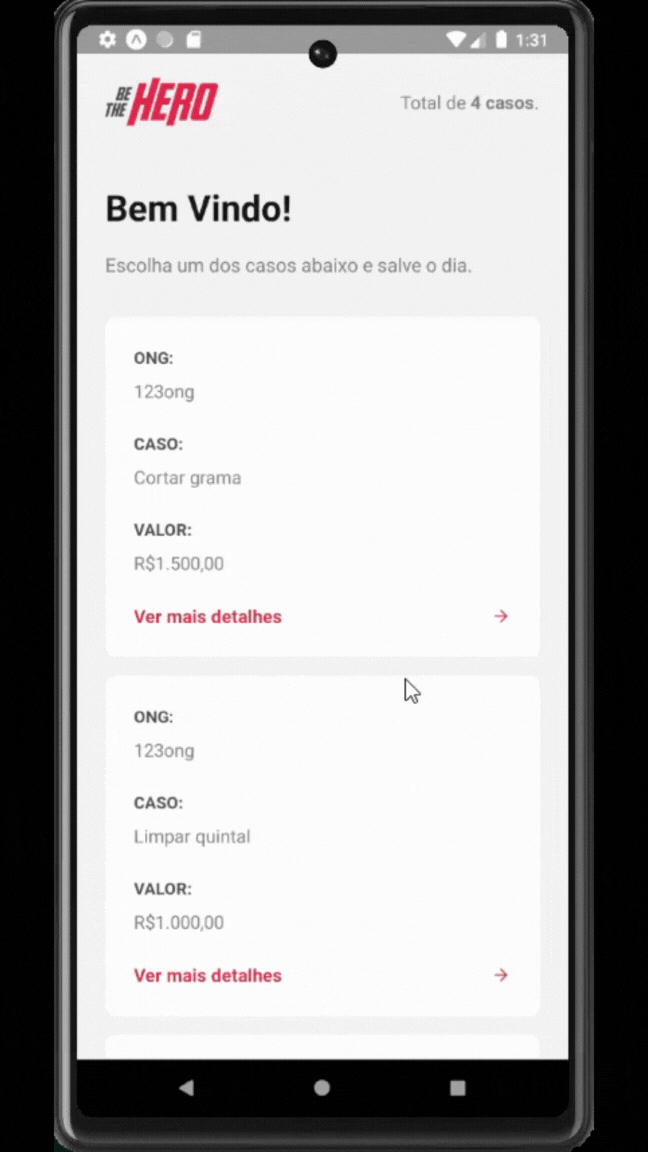 1:31
BE
THE HERO
Total de 4 casos.
Bem Vindo!
Escolha um dos casos abaixo e salve o dia.
ONG:
123ong
CASO:
Cortar grama
VALOR:
R$1.500,00
Ver mais detalhes
ONG:
123ong
CASO:
Limpar quintal
VALOR:
R$1.000,00
Ver mais detalhes